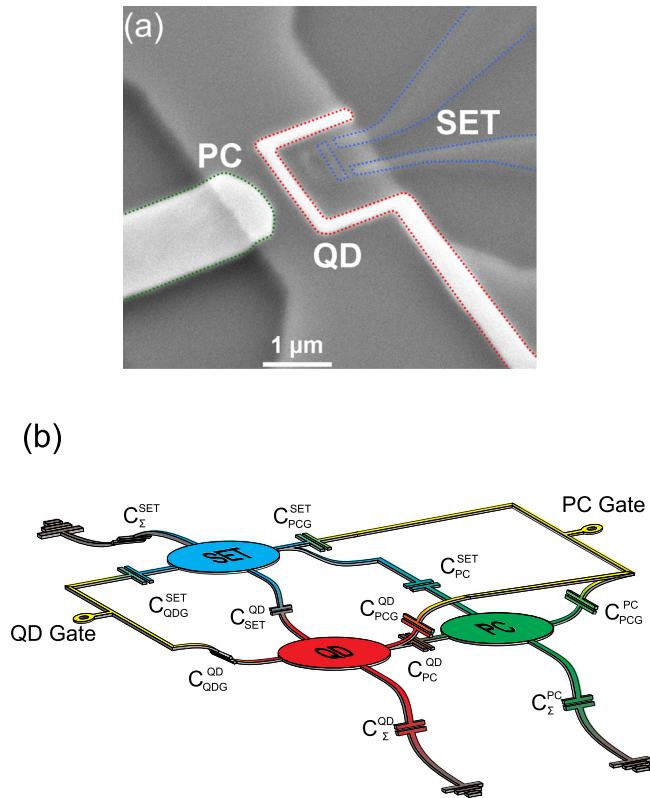 (a)
SET
PC
QD
1 μm
(b)
C_Σ^SET
C_PCG^SET
PC Gate
SET
C_PC^SET
C_QDG^SET
C_SET^QD
C_PCG^QD
C_PCG^PC
QD Gate
PC
QD
C_PC^QD
C_QDG^QD
C_Σ^QD
C_Σ^PC